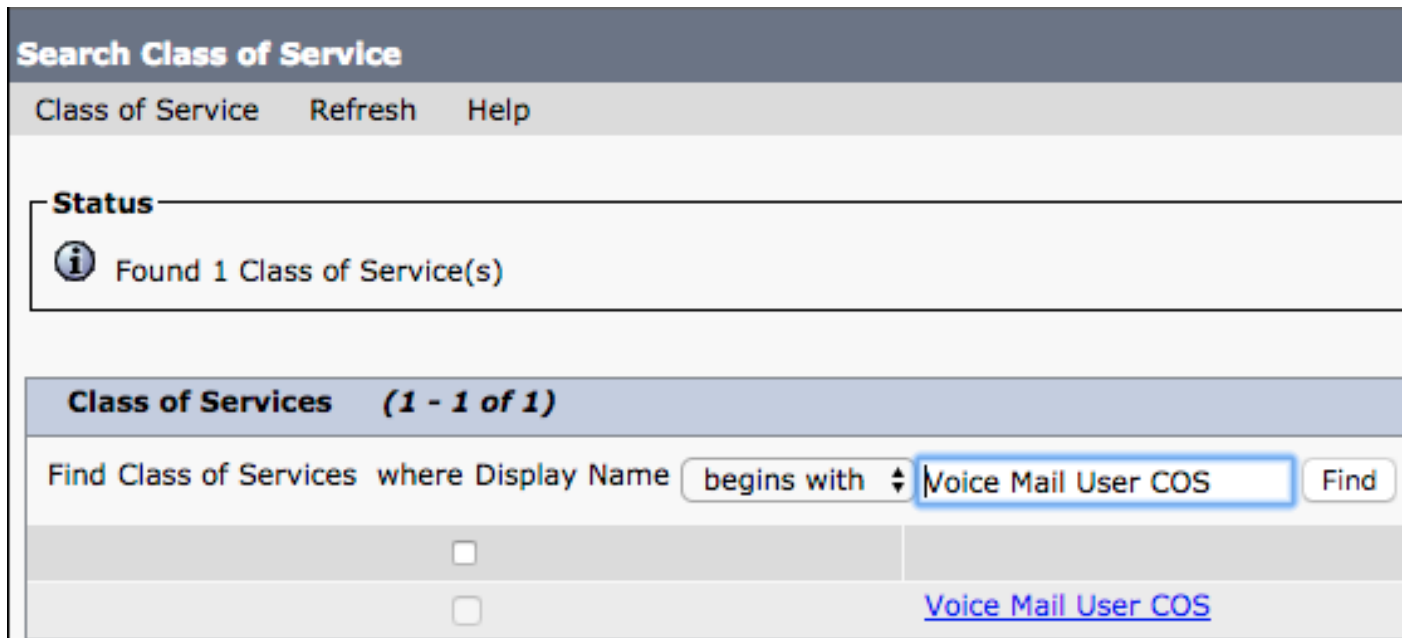 Search Class of Service
Class of Service Refresh Help
Status
Found 1 Class of Service(s)
Class of Services (1 - 1 of 1)
Find Class of Services where Display Name begins with Voice Mail User COS Find
Voice Mail User COS